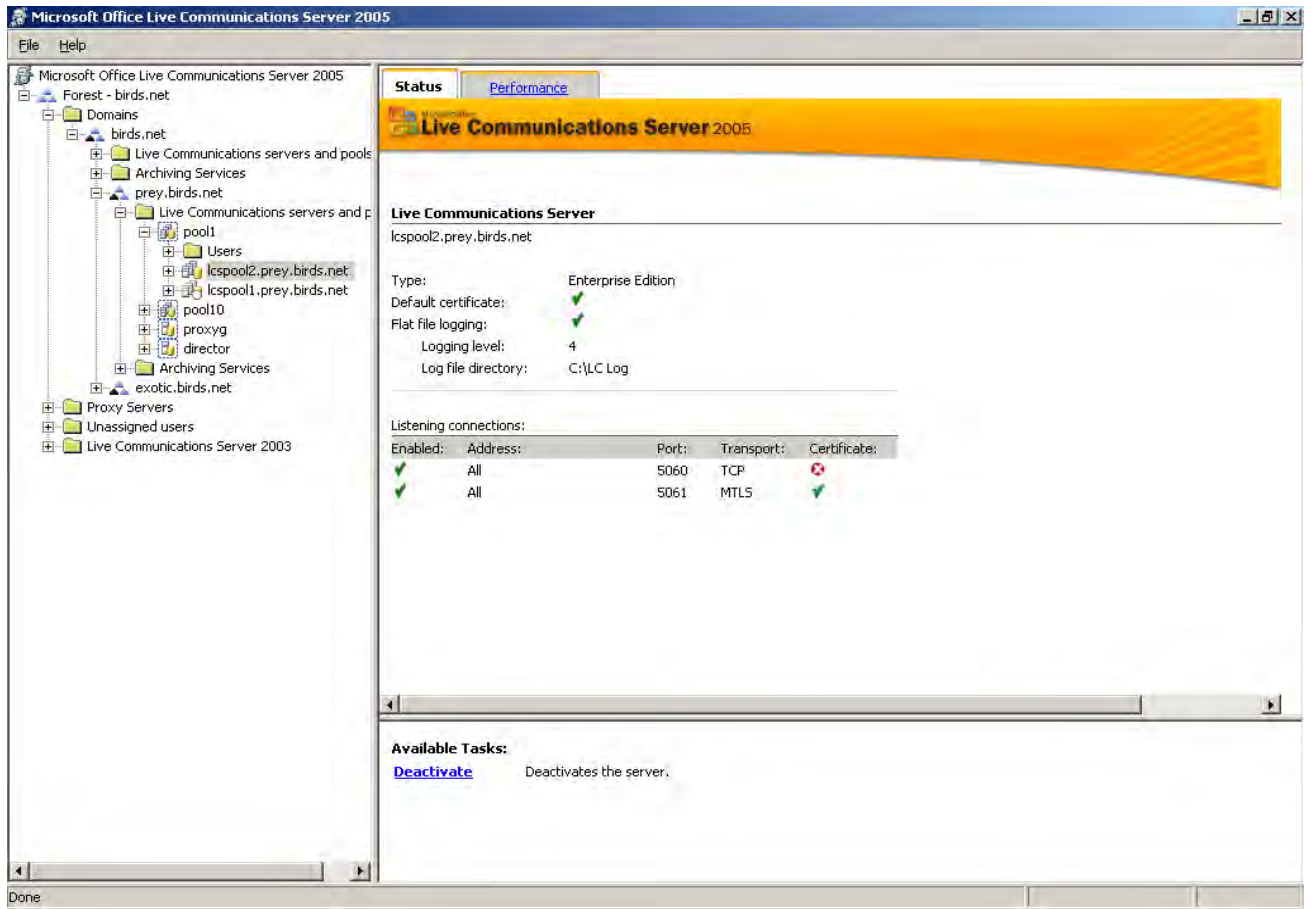 Microsoft Office Live Communications Server 2005
File Help
Microsoft Office Live Communications Server 2005
Forest - birds.net
Domains
birds.net
Live Communications servers and pools
Archiving Services
prey.birds.net
Live Communications servers and p
pool1
Users
lcspool2.prey.birds.net
lcspool1.prey.birds.net
pool10
proxyg
director
Archiving Services
exotic.birds.net
Proxy Servers
Unassigned users
Live Communications Server 2003
Status Performance
Live Communications Server 2005
Live Communications Server
lcspool2.prey.birds.net
Type: Enterprise Edition
Default certificate:
Flat file logging:
Logging level: 4
Log file directory: C:\LC Log
Listening connections:
Enabled: Address: Port: Transport: Certificate:
All 5060 TCP
All 5061 MTLS
Available Tasks:
Deactivate Deactivates the server.
Done